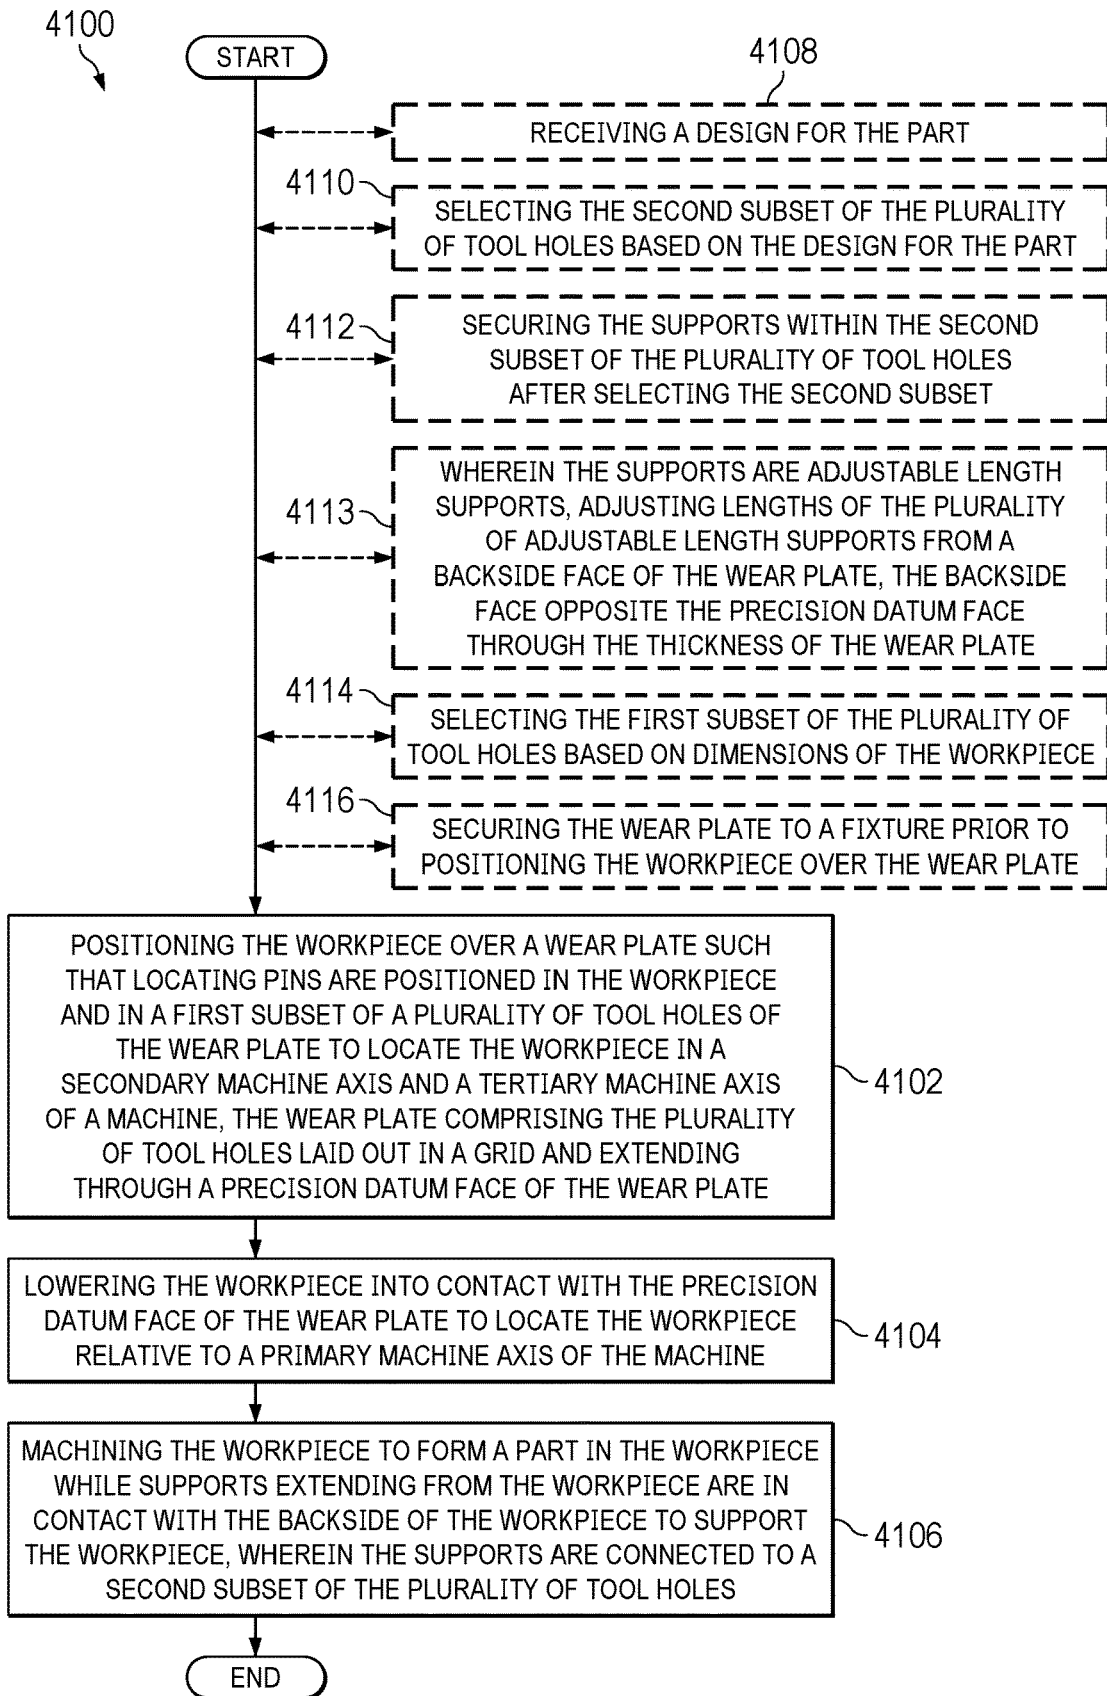 4100
START
4108
RECEIVING A DESIGN FOR THE PART
4110
SELECTING THE SECOND SUBSET OF THE PLURALITY
OF TOOL HOLES BASED ON THE DESIGN FOR THE PART
4112
SECURING THE SUPPORTS WITHIN THE SECOND
SUBSET OF THE PLURALITY OF TOOL HOLES
AFTER SELECTING THE SECOND SUBSET
4113
WHEREIN THE SUPPORTS ARE ADJUSTABLE LENGTH
SUPPORTS, ADJUSTING LENGTHS OF THE PLURALITY
OF ADJUSTABLE LENGTH SUPPORTS FROM A
BACKSIDE FACE OF THE WEAR PLATE, THE BACKSIDE
FACE OPPOSITE THE PRECISION DATUM FACE
THROUGH THE THICKNESS OF THE WEAR PLATE
4114
SELECTING THE FIRST SUBSET OF THE PLURALITY OF
TOOL HOLES BASED ON DIMENSIONS OF THE WORKPIECE
4116
SECURING THE WEAR PLATE TO A FIXTURE PRIOR TO
POSITIONING THE WORKPIECE OVER THE WEAR PLATE
POSITIONING THE WORKPIECE OVER A WEAR PLATE SUCH
THAT LOCATING PINS ARE POSITIONED IN THE WORKPIECE
AND IN A FIRST SUBSET OF A PLURALITY OF TOOL HOLES OF
THE WEAR PLATE TO LOCATE THE WORKPIECE IN A
SECONDARY MACHINE AXIS AND A TERTIARY MACHINE AXIS
OF A MACHINE, THE WEAR PLATE COMPRISING THE PLURALITY
OF TOOL HOLES LAID OUT IN A GRID AND EXTENDING
THROUGH A PRECISION DATUM FACE OF THE WEAR PLATE
4102
LOWERING THE WORKPIECE INTO CONTACT WITH THE PRECISION
DATUM FACE OF THE WEAR PLATE TO LOCATE THE WORKPIECE
RELATIVE TO A PRIMARY MACHINE AXIS OF THE MACHINE
4104
MACHINING THE WORKPIECE TO FORM A PART IN THE WORKPIECE
WHILE SUPPORTS EXTENDING FROM THE WORKPIECE ARE IN
CONTACT WITH THE BACKSIDE OF THE WORKPIECE TO SUPPORT
THE WORKPIECE, WHEREIN THE SUPPORTS ARE CONNECTED TO A
SECOND SUBSET OF THE PLURALITY OF TOOL HOLES
4106
END